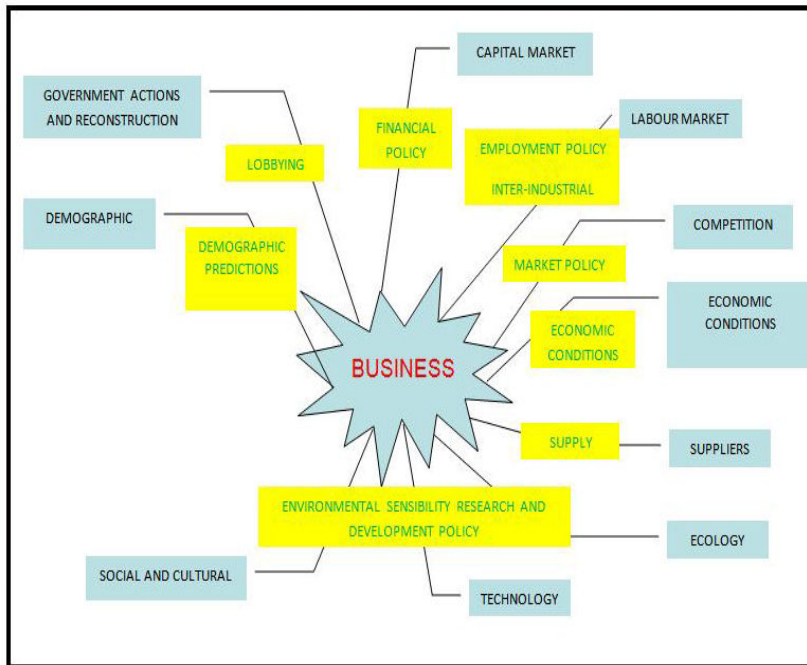 CAPITAL MARKET
GOVERNMENT ACTIONS
AND RECONSTRUCTION
FINANCIAL
POLICY
LABOUR MARKET
EMPLOYMENT POLICY
INTER-INDUSTRIAL
LOBBYING
DEMOGRAPHIC
DEMOGRAPHIC
PREDICTIONS
COMPETITION
MARKET POLICY
ECONOMIC
CONDITIONS
ECONOMIC
CONDITIONS
BUSINESS
SUPPLY
SUPPLIERS
ENVIRONMENTAL SENSIBILITY RESEARCH AND
DEVELOPMENT POLICY
ECOLOGY
SOCIAL AND CULTURAL
TECHNOLOGY